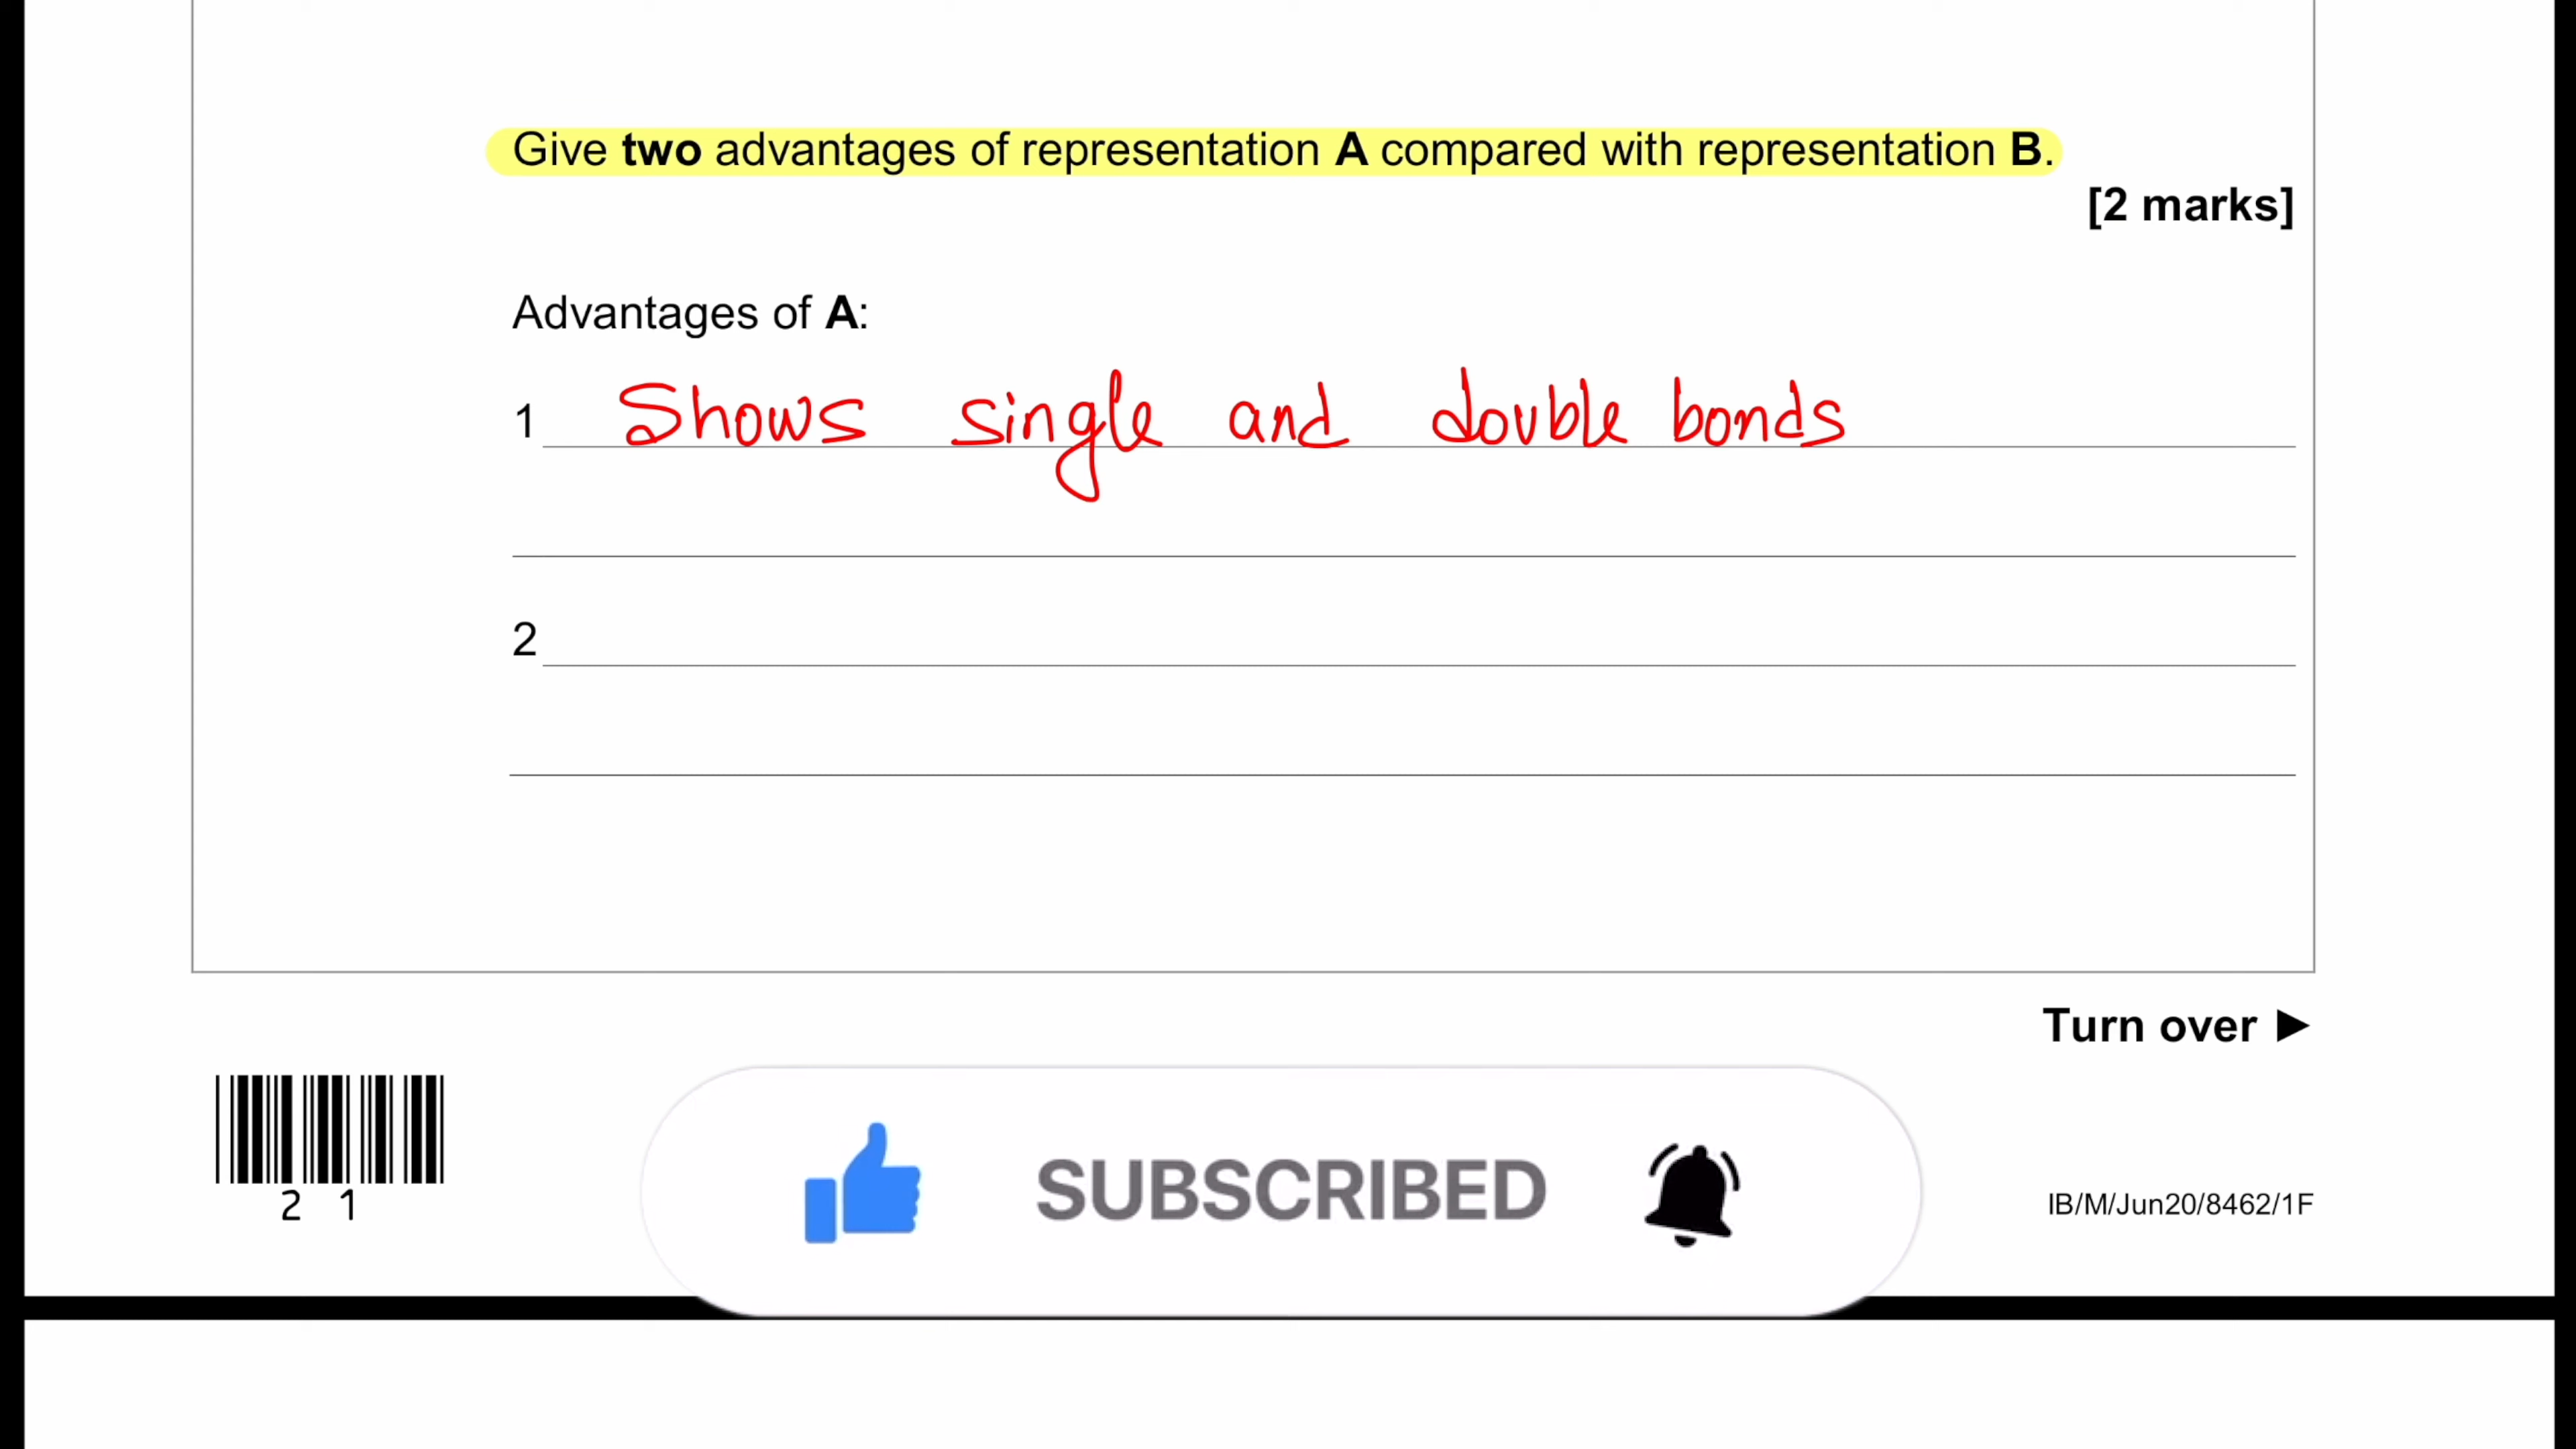 Give two advantages of representation A compared with representation B.
[2 marks]
Advantages of A:
1 Shows single and double bonds
2
Turn over ►
2 1
SUBSCRIBED
IB/M/Jun20/8462/1F